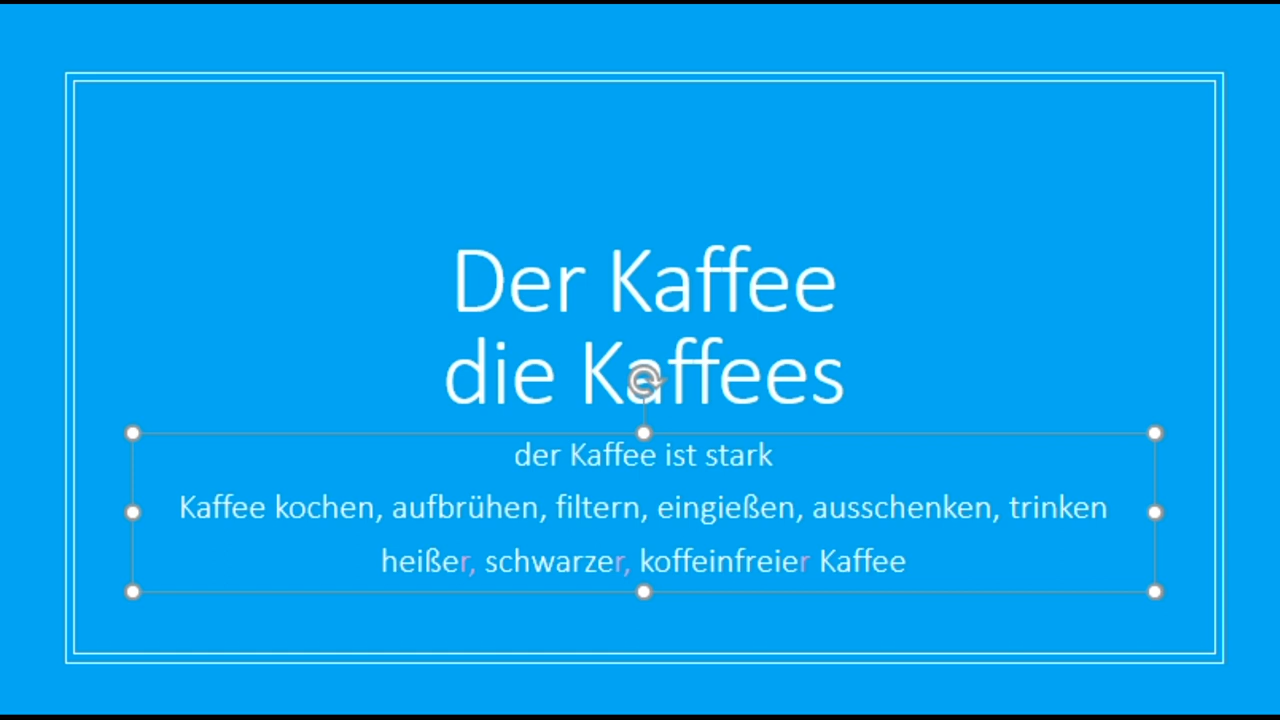 Der Kaffee
die Kaffees
der Kaffee ist stark
Kaffee kochen, aufbrühen, filtern, eingießen, ausschenken, trinken
heißer, schwarzer, koffeinfreier Kaffee